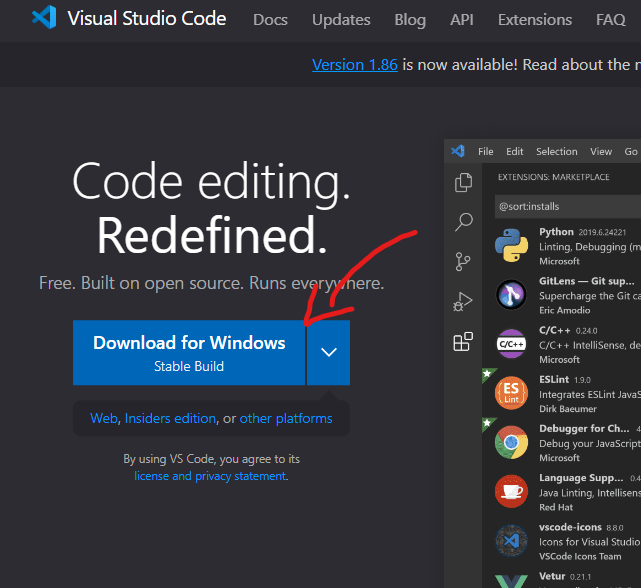 Visual Studio Code Docs Updates Blog API Extensions FAQ
Version 1.86 is now available! Read about the
Code editing.
Redefined.
Free. Built on open source. Runs everywhere.
Download for Windows
Stable Build
Web, Insiders edition, or other platforms
By using VS Code, you agree to its
license and privacy statement.
File Edit Selection View Go
EXTENSIONS: MARKETPLACE
@sort:installs
Python 2019.6.24221
Linting, Debugging (m
Microsoft
GitLens — Git sup...
Supercharge the Git ca
Eric Amodio
C/C++ 0.24.0
C/C++
C/C++ IntelliSense, de
Microsoft
ESLint 1.9.0
ES
Lint
Integrates ESLint JavaS
Dirk Baeumer
Debugger for Ch... 4
Debug your JavaScript
Microsoft
Language Supp... 0.4
Java Linting, Intellisens
Red Hat
vscode-icons 8.8.0
Icons for Visual Studio
VSCode Icons Team
Vetur 0.21.1